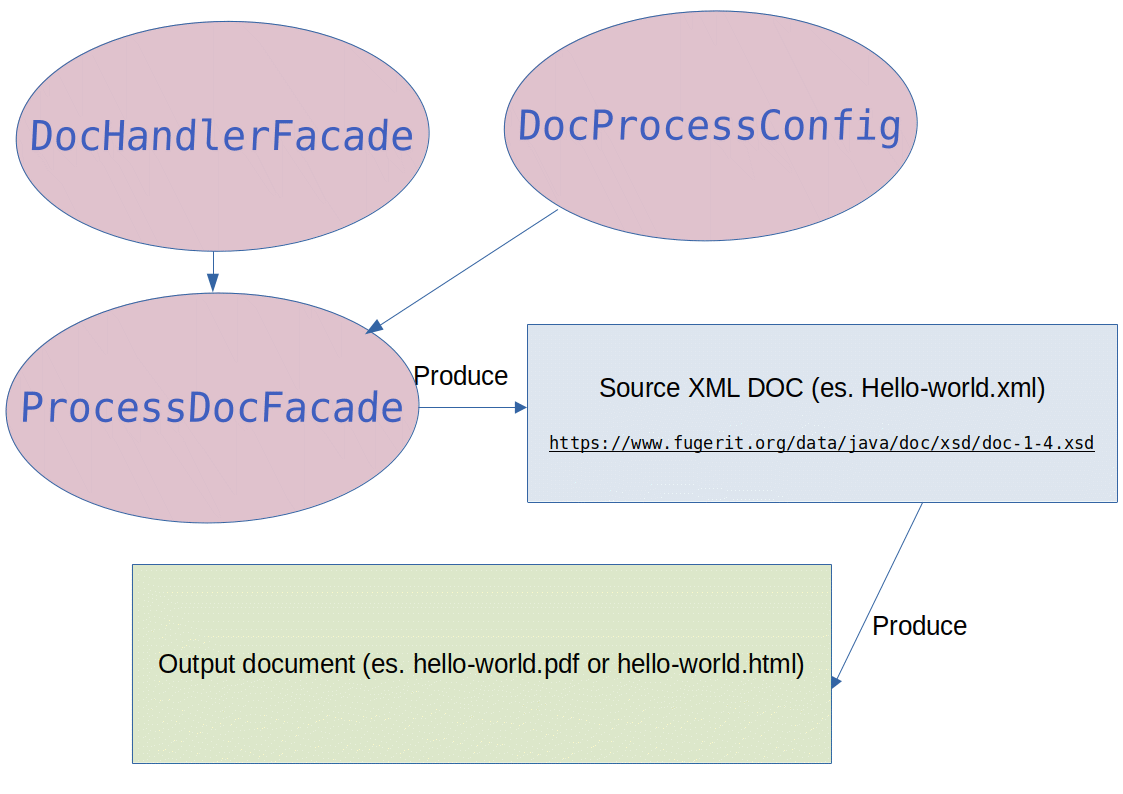 DocHandlerFacade
DocProcessConfig
ProcessDocFacade
Produce
Source XML DOC (es. Hello-world.xml)
https://www.fugerit.org/data/java/doc/xsd/doc-1-4.xsd
Produce
Output document (es. hello-world.pdf or hello-world.html)